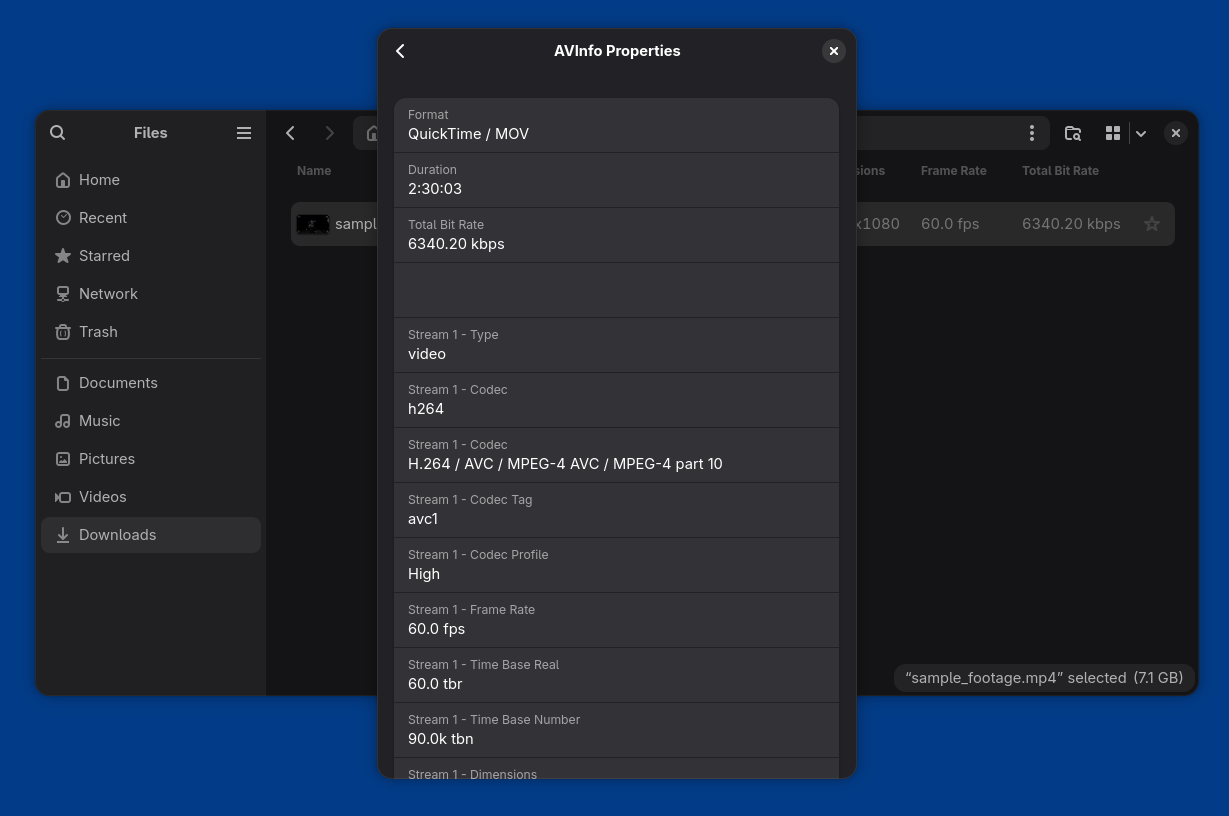 AVInfo Properties
Files
Home
Recent
Starred
Network
Trash
Documents
Music
Pictures
Videos
Downloads
Name
sampl
sions
Frame Rate
Total Bit Rate
x1080
60.0 fps
6340.20 kbps
Format
QuickTime / MOV
Duration
2:30:03
Total Bit Rate
6340.20 kbps
Stream 1 - Type
video
Stream 1 - Codec
h264
Stream 1 - Codec
H.264 / AVC / MPEG-4 AVC / MPEG-4 part 10
Stream 1 - Codec Tag
avc1
Stream 1 - Codec Profile
High
Stream 1 - Frame Rate
60.0 fps
Stream 1 - Time Base Real
60.0 tbr
Stream 1 - Time Base Number
90.0k tbn
Stream 1 - Dimensions
“sample_footage.mp4” selected (7.1 GB)